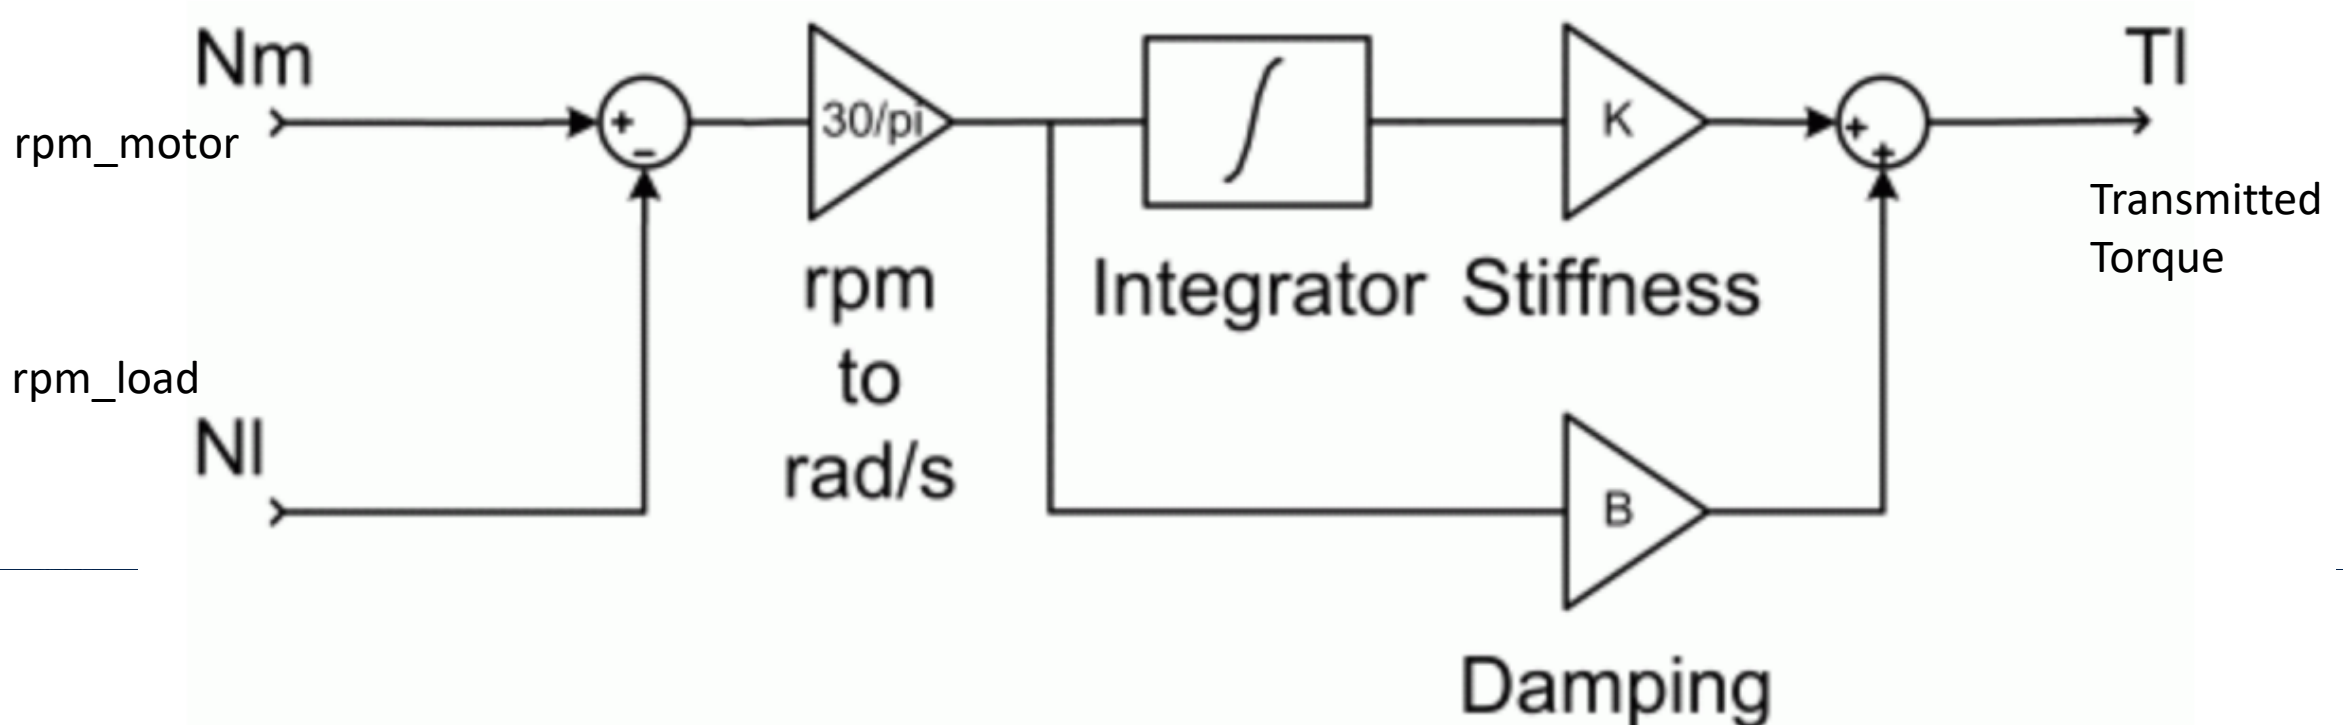 Nm
rpm_motor
rpm_load
Nl
+
−
30/pi
rpm
to
rad/s
Integrator
K
Stiffness
B
Damping
+
+
Tl
Transmitted
Torque